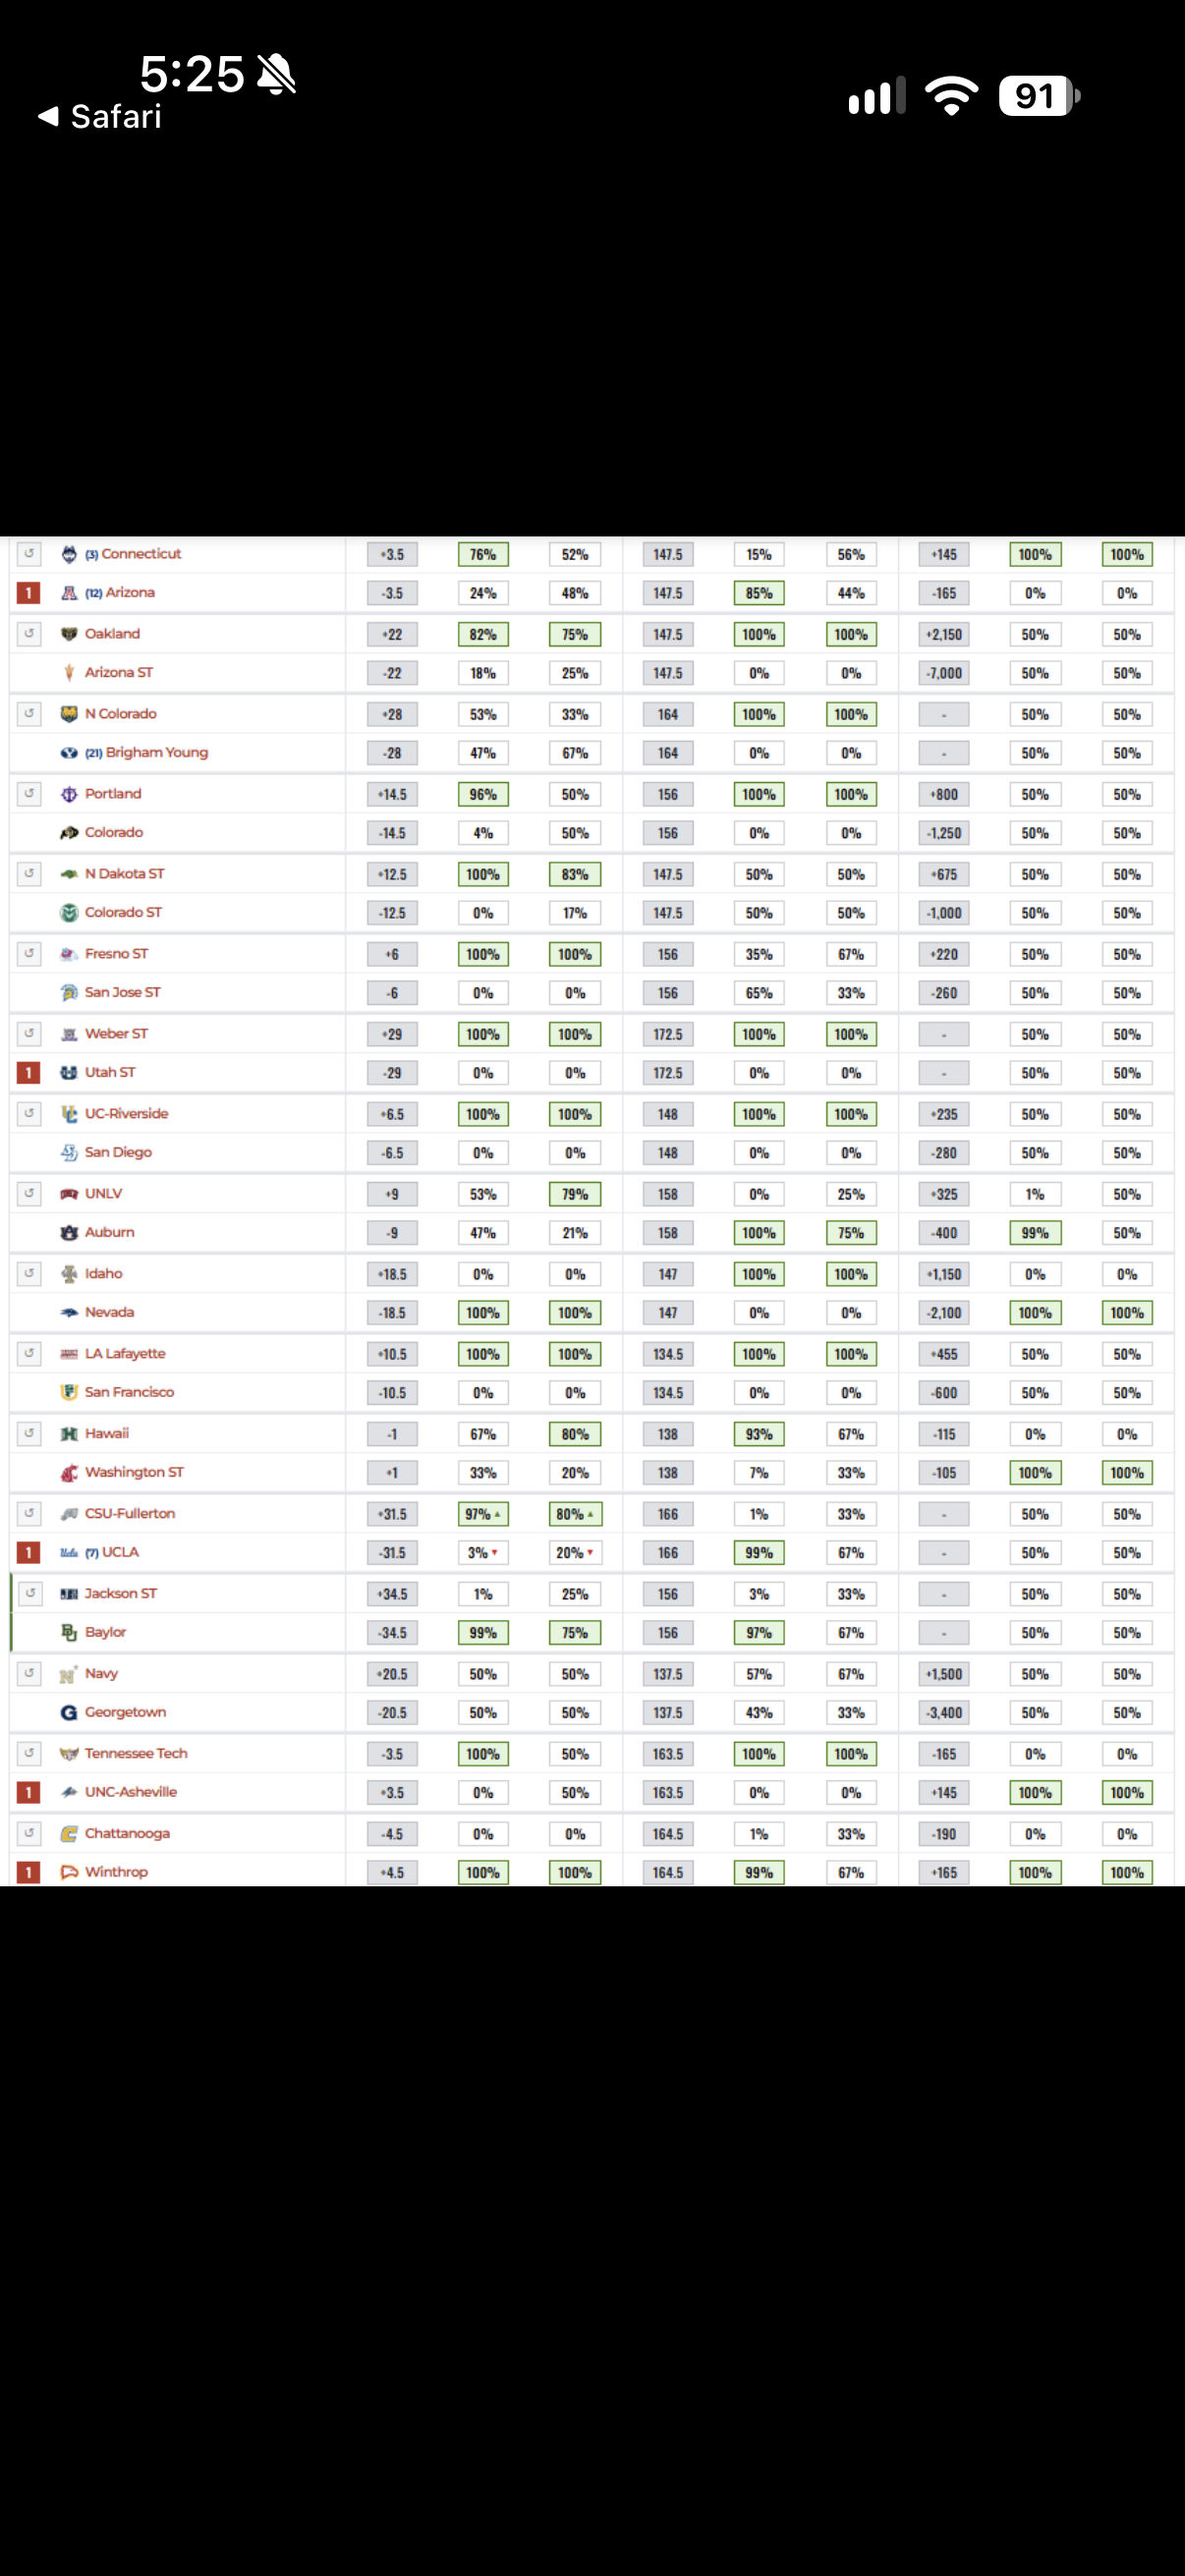 5:25
Safari
91
(3) Connecticut +3.5 76% 52% 147.5 15% 56% +145 100% 100%
1 (12) Arizona -3.5 24% 48% 147.5 85% 44% -165 0% 0%
Oakland +22 82% 75% 147.5 100% 100% +2,150 50% 50%
Arizona ST -22 18% 25% 147.5 0% 0% -7,000 50% 50%
N Colorado +28 53% 33% 164 100% 100% - 50% 50%
(21) Brigham Young -28 47% 67% 164 0% 0% - 50% 50%
Portland +14.5 96% 50% 156 100% 100% +800 50% 50%
Colorado -14.5 4% 50% 156 0% 0% -1,250 50% 50%
N Dakota ST +12.5 100% 83% 147.5 50% 50% +675 50% 50%
Colorado ST -12.5 0% 17% 147.5 50% 50% -1,000 50% 50%
Fresno ST +6 100% 100% 156 35% 67% +220 50% 50%
San Jose ST -6 0% 0% 156 65% 33% -260 50% 50%
Weber ST +29 100% 100% 172.5 100% 100% - 50% 50%
1 Utah ST -29 0% 0% 172.5 0% 0% - 50% 50%
UC-Riverside +6.5 100% 100% 148 100% 100% +235 50% 50%
San Diego -6.5 0% 0% 148 0% 0% -280 50% 50%
UNLV +9 53% 79% 158 0% 25% +325 1% 50%
Auburn -9 47% 21% 158 100% 75% -400 99% 50%
Idaho +18.5 0% 0% 147 100% 100% +1,150 0% 0%
Nevada -18.5 100% 100% 147 0% 0% -2,100 100% 100%
LA Lafayette +10.5 100% 100% 134.5 100% 100% +455 50% 50%
San Francisco -10.5 0% 0% 134.5 0% 0% -600 50% 50%
Hawaii -1 67% 80% 138 93% 67% -115 0% 0%
Washington ST +1 33% 20% 138 7% 33% -105 100% 100%
CSU-Fullerton +31.5 97% 80% 166 1% 33% - 50% 50%
1 Ucla (7) UCLA -31.5 3% 20% 166 99% 67% - 50% 50%
Jackson ST +34.5 1% 25% 156 3% 33% - 50% 50%
Baylor -34.5 99% 75% 156 97% 67% - 50% 50%
Navy +20.5 50% 50% 137.5 57% 67% +1,500 50% 50%
Georgetown -20.5 50% 50% 137.5 43% 33% -3,400 50% 50%
Tennessee Tech -3.5 100% 50% 163.5 100% 100% -165 0% 0%
1 UNC-Asheville +3.5 0% 50% 163.5 0% 0% +145 100% 100%
Chattanooga -4.5 0% 0% 164.5 1% 33% -190 0% 0%
1 Winthrop +4.5 100% 100% 164.5 99% 67% +165 100% 100%